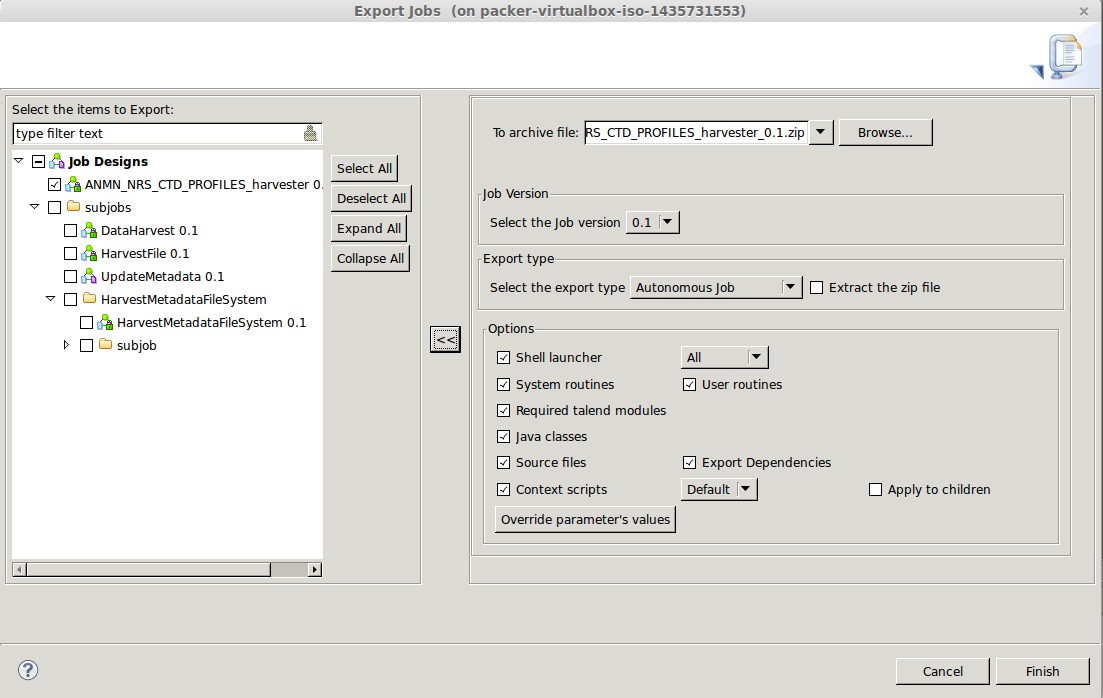 Export Jobs (on packer-virtualbox-iso-1435731553)
Select the items to Export:
type filter text
Job Designs
ANMN_NRS_CTD_PROFILES_harvester 0.
subjobs
DataHarvest 0.1
HarvestFile 0.1
UpdateMetadata 0.1
HarvestMetadataFileSystem
HarvestMetadataFileSystem 0.1
subjob
Select All
Deselect All
Expand All
Collapse All
<<
To archive file: RS_CTD_PROFILES_harvester_0.1.zip Browse...
Job Version
Select the Job version 0.1
Export type
Select the export type Autonomous Job Extract the zip file
Options
Shell launcher All
System routines User routines
Required talend modules
Java classes
Source files Export Dependencies
Context scripts Default Apply to children
Override parameter's values
? Cancel Finish